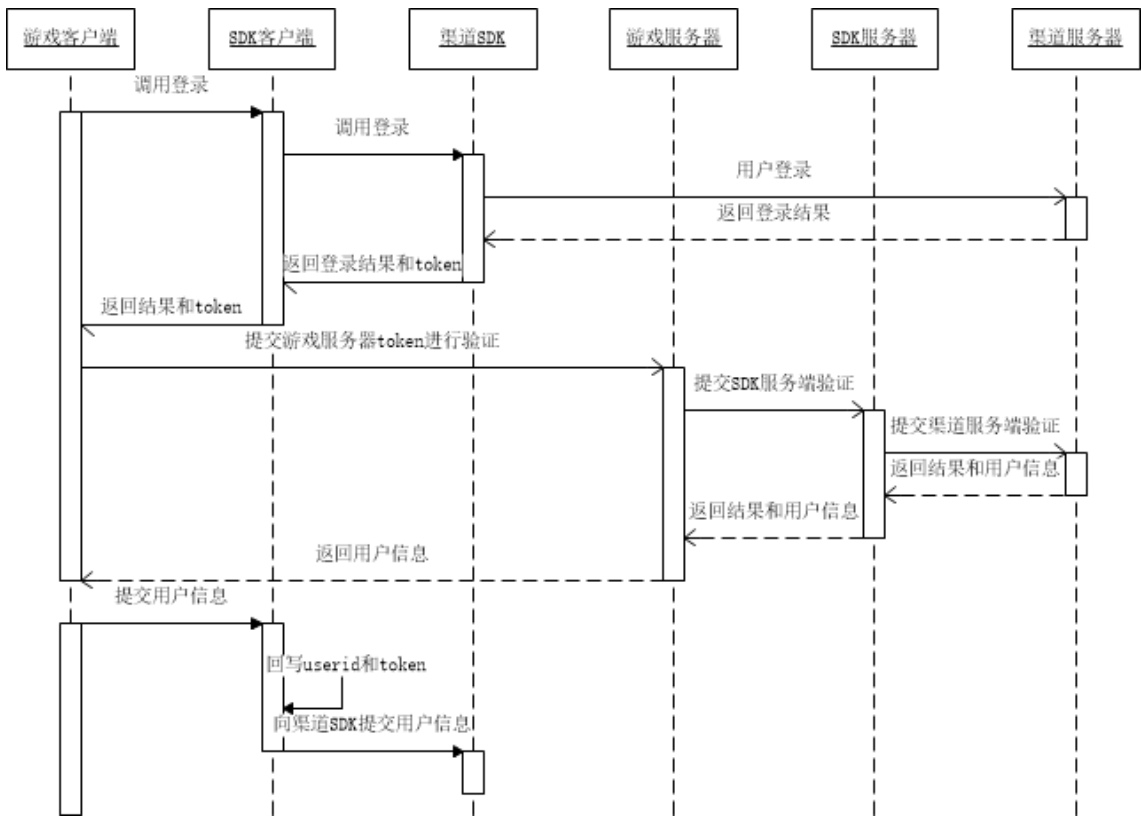 游戏客户端
SDK客户端
渠道SDK
游戏服务器
SDK服务器
渠道服务器
调用登录
调用登录
用户登录
返回登录结果
返回登录结果和token
返回结果和token
提交游戏服务器token进行验证
提交SDK服务端验证
提交渠道服务端验证
返回结果和用户信息
返回结果和用户信息
返回用户信息
提交用户信息
回写userid和token
向渠道SDK提交用户信息